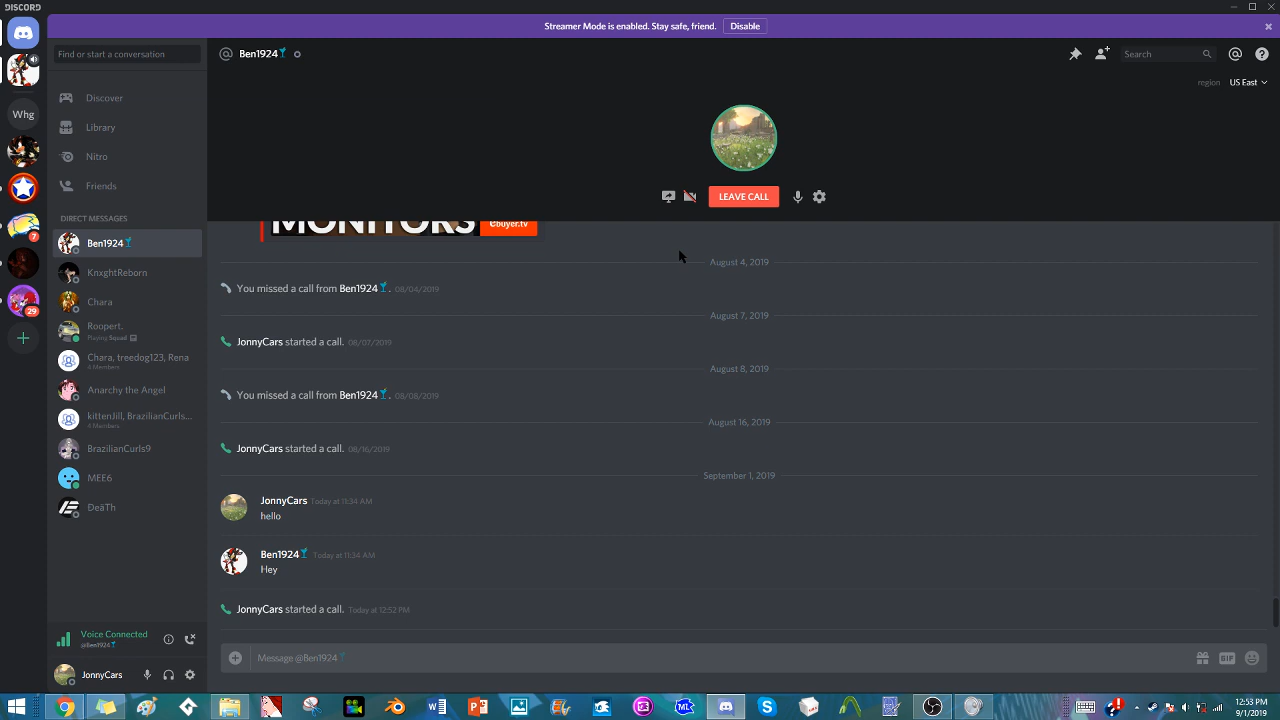 DISCORD
Streamer Mode is enabled. Stay safe, friend.
Disable
Find or start a conversation
Ben1924
Search
region
US East
Discover
Library
Nitro
Friends
Whg
7
29
DIRECT MESSAGES
Ben1924
KnxghtReborn
Chara
Roopert.
Playing Squad
Chara, treedog123, Rena
4 Members
Anarchy the Angel
kittenJill, BrazilianCurls...
4 Members
BrazilianCurls9
MEE6
DeäTh
LEAVE CALL
MONITORS
ebuyer.tv
August 4, 2019
You missed a call from Ben1924. 08/04/2019
August 7, 2019
JonnyCars started a call. 08/07/2019
August 8, 2019
You missed a call from Ben1924. 08/08/2019
August 16, 2019
JonnyCars started a call. 08/16/2019
September 1, 2019
JonnyCars Today at 11:34 AM
hello
Ben1924 Today at 11:34 AM
Hey
JonnyCars started a call. Today at 12:52 PM
Voice Connected
@Ben1924
JonnyCars
Message @Ben1924
GIF
12:53 PM
9/1/2019